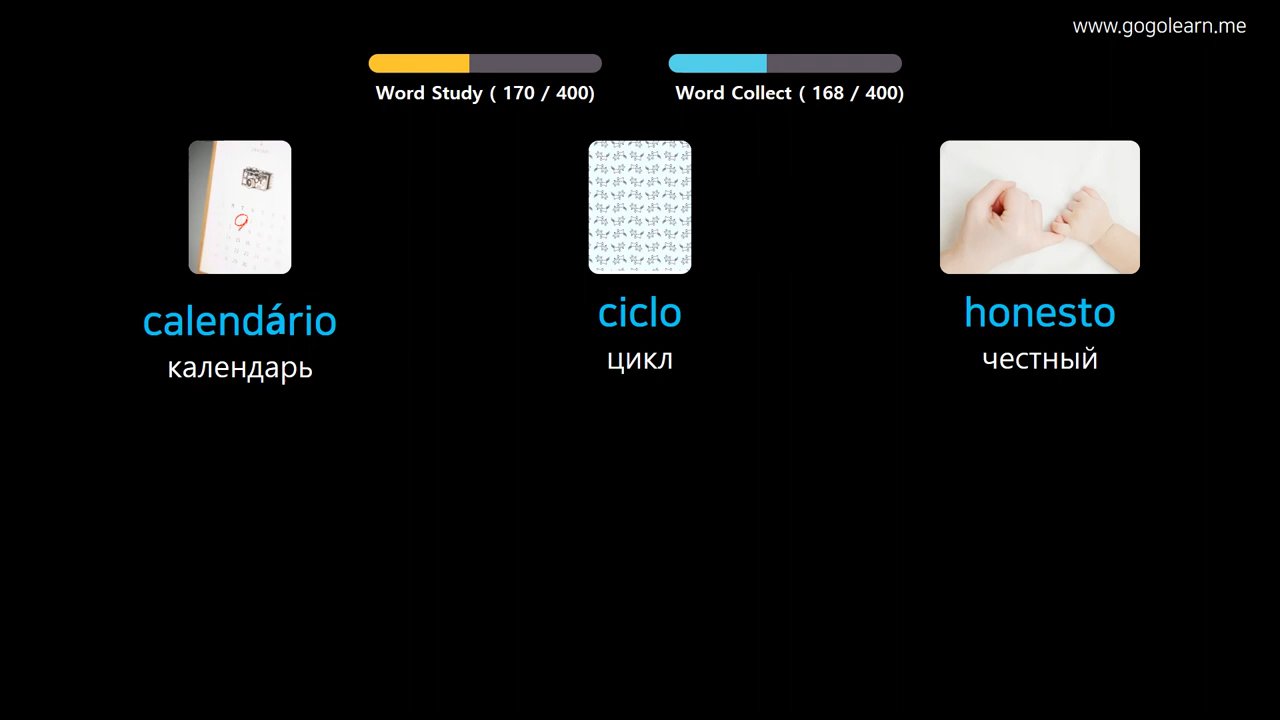 www.gogolearn.me
Word Study ( 170 / 400)
Word Collect ( 168 / 400)
calendário
календарь
ciclo
цикл
honesto
честный